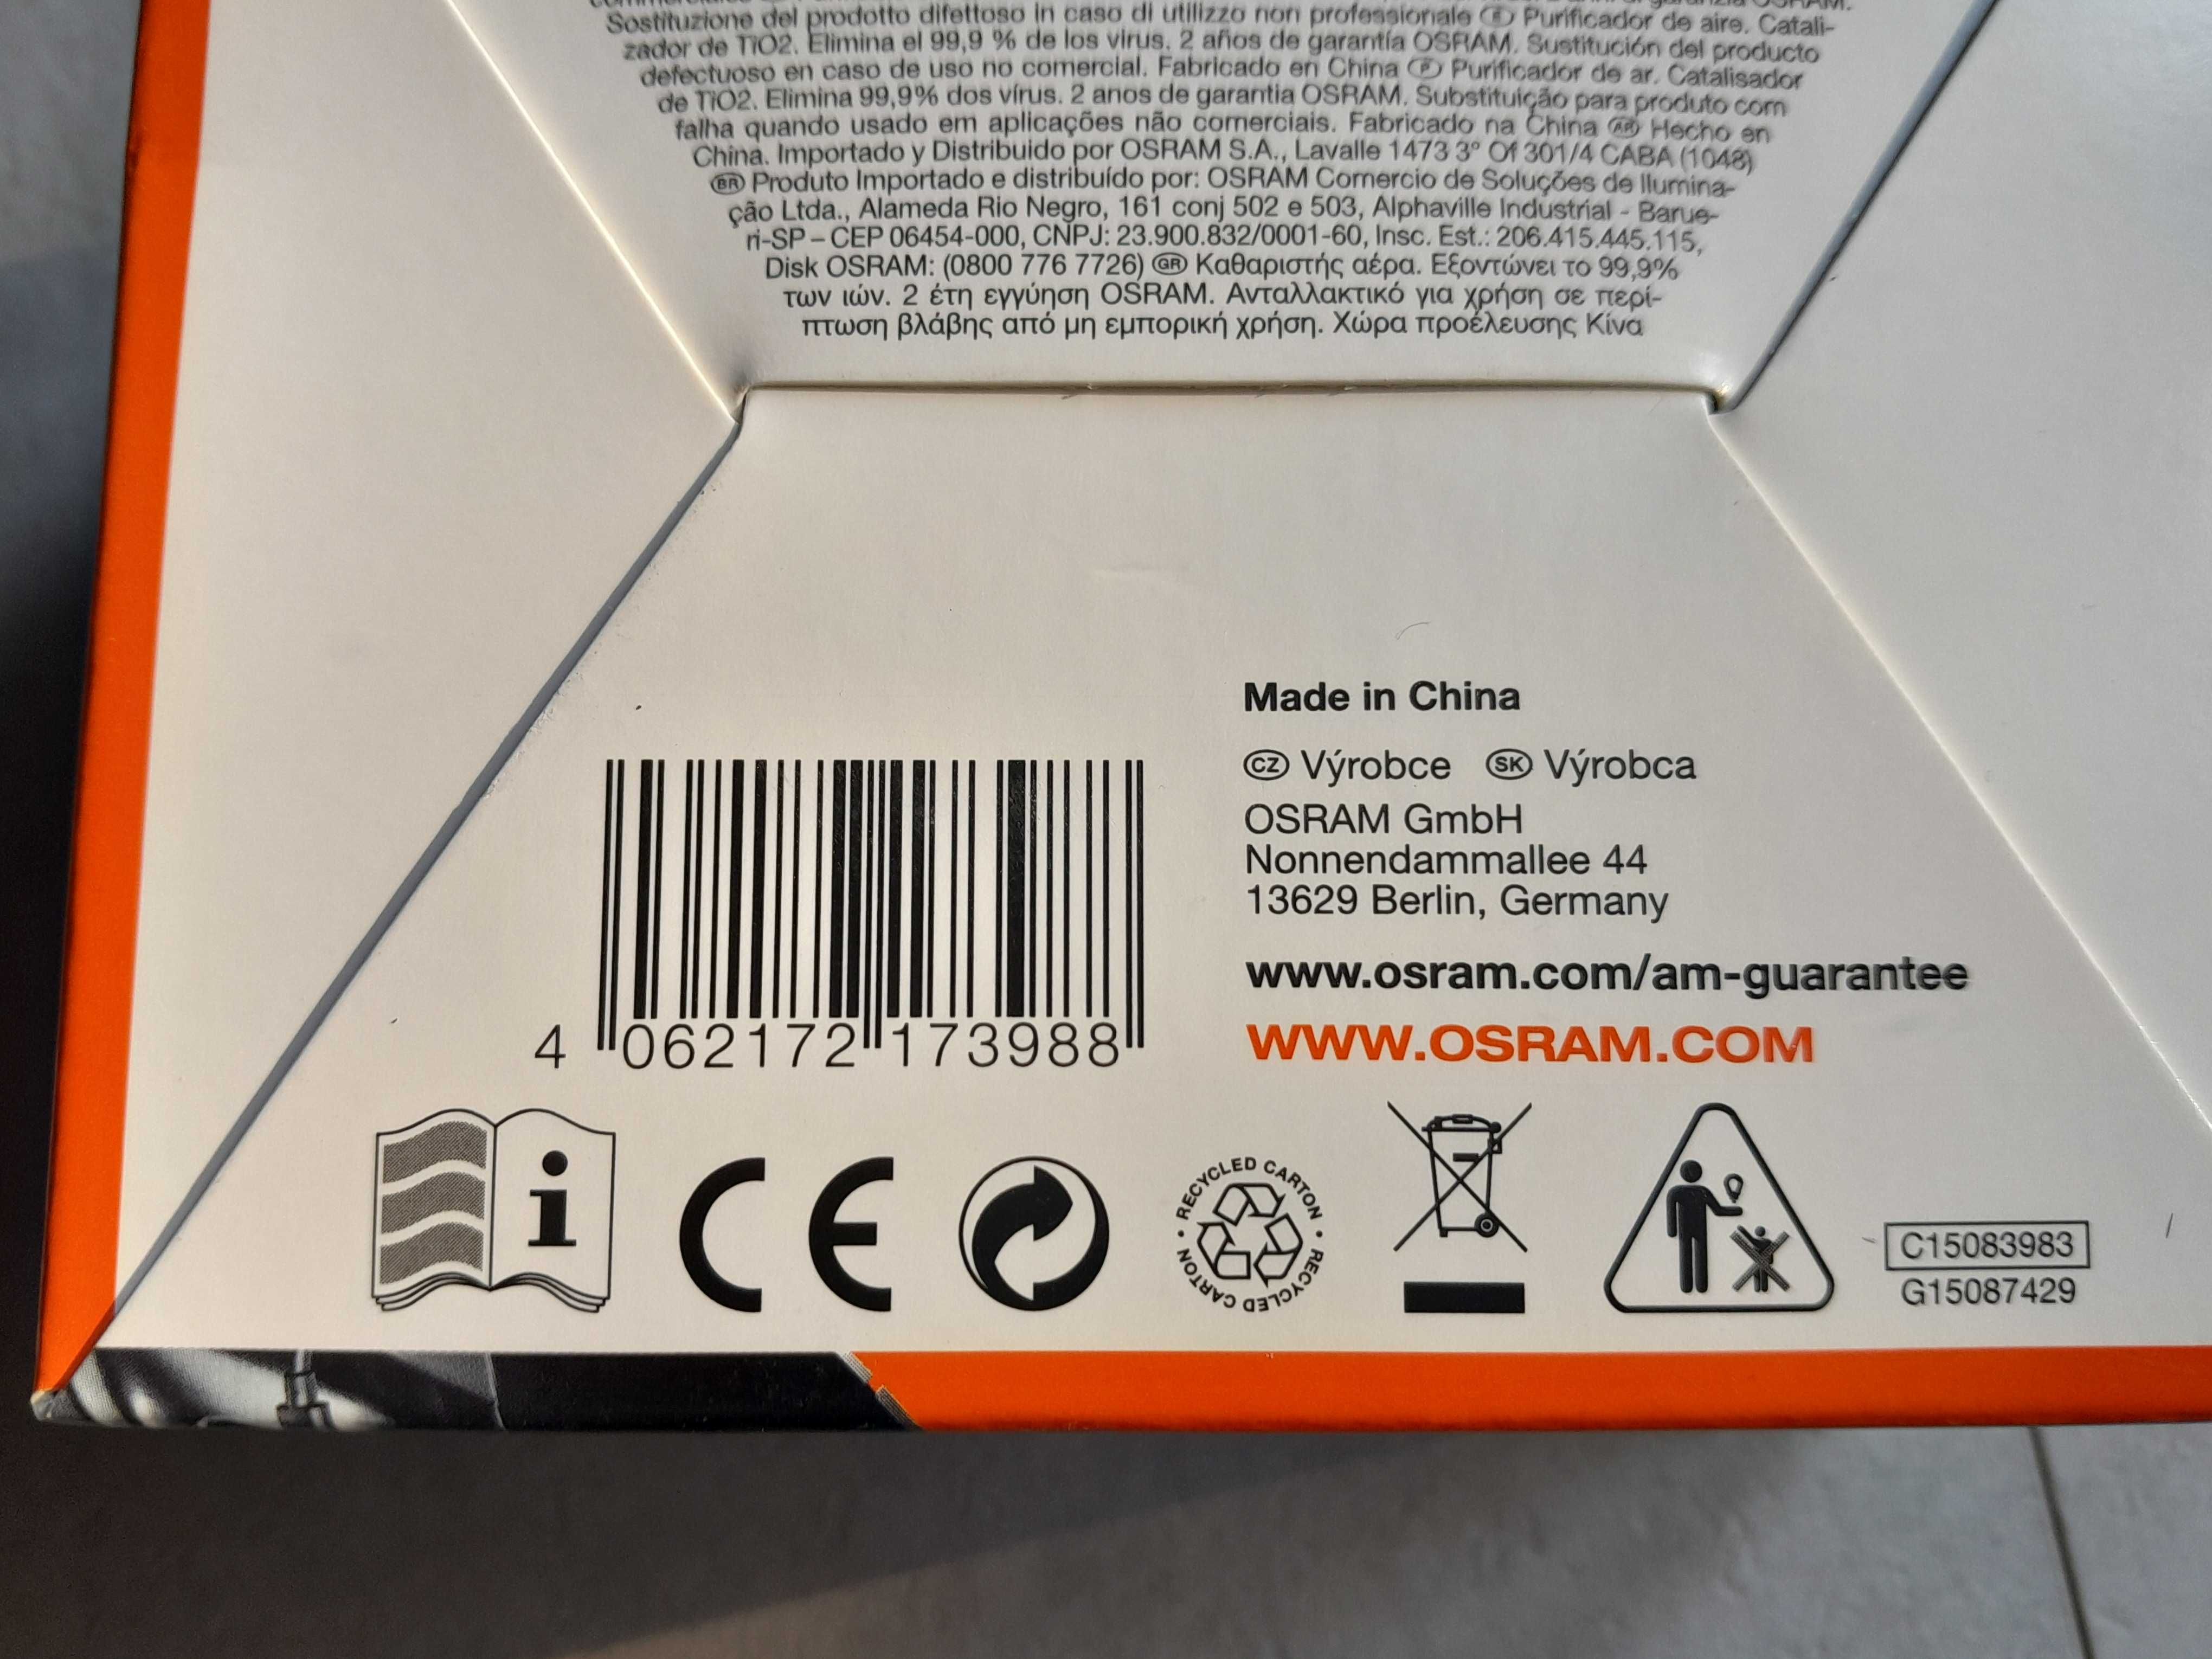 Sostituzione del prodotto difettoso in caso di utilizzo non professionale E Purificador de aire. Catali-
zador de TiO2. Elimina el 99,9 % de los virus. 2 años de garantía OSRAM. Sustitución del producto
defectuoso en caso de uso no comercial. Fabricado en China P Purificador de ar. Catalisador
de TiO2. Elimina 99,9% dos vírus. 2 anos de garantia OSRAM. Substituição para produto com
falha quando usado em aplicações não comerciais. Fabricado na China AR Hecho en
China. Importado y Distribuido por OSRAM S.A., Lavalle 1473 3° Of 301/4 CABA (1048)
BR Produto Importado e distribuído por: OSRAM Comercio de Soluções de Ilumina-
ção Ltda., Alameda Rio Negro, 161 conj 502 e 503, Alphaville Industrial - Barue-
ri-SP – CEP 06454-000, CNPJ: 23.900.832/0001-60, Insc. Est.: 206.415.445.115,
Disk OSRAM: (0800 776 7726) GR Καθαριστής αέρα. Εξοντώνει το 99,9%
των ιών. 2 έτη εγγύηση OSRAM. Ανταλλακτικό για χρήση σε περί-
πτωση βλάβης από μη εμπορική χρήση. Χώρα προέλευσης Κίνα
Made in China
CZ Výrobce SK Výrobca
OSRAM GmbH
Nonnendammallee 44
13629 Berlin, Germany
www.osram.com/am-guarantee
WWW.OSRAM.COM
4 062172 173988
i
CE
RECYCLED CARTON • RECYCLED CARTON •
C15083983
G15087429